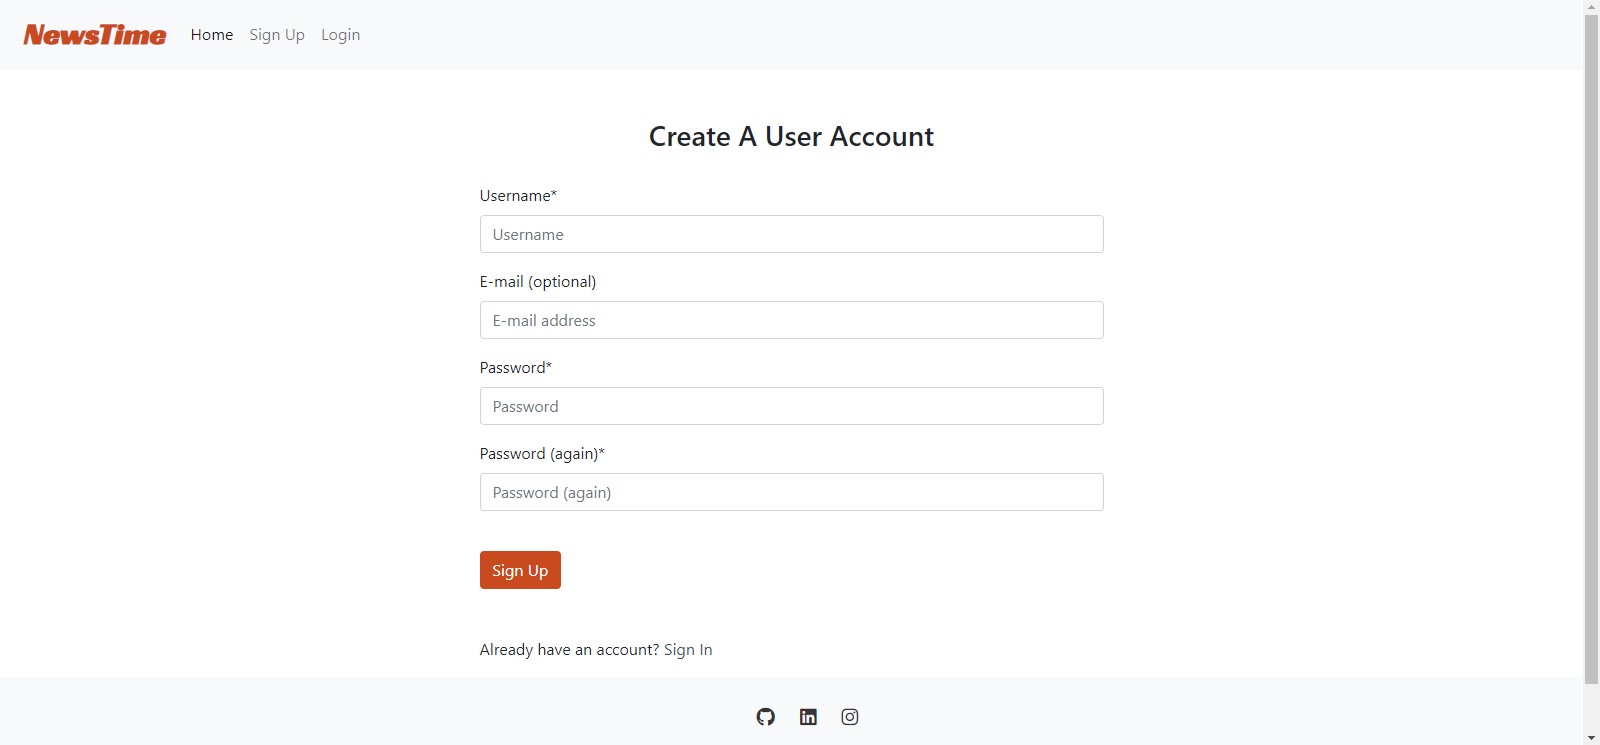 NewsTime Home Sign Up Login
Create A User Account
Username*
Username
E-mail (optional)
E-mail address
Password*
Password
Password (again)*
Password (again)
Sign Up
Already have an account? Sign In